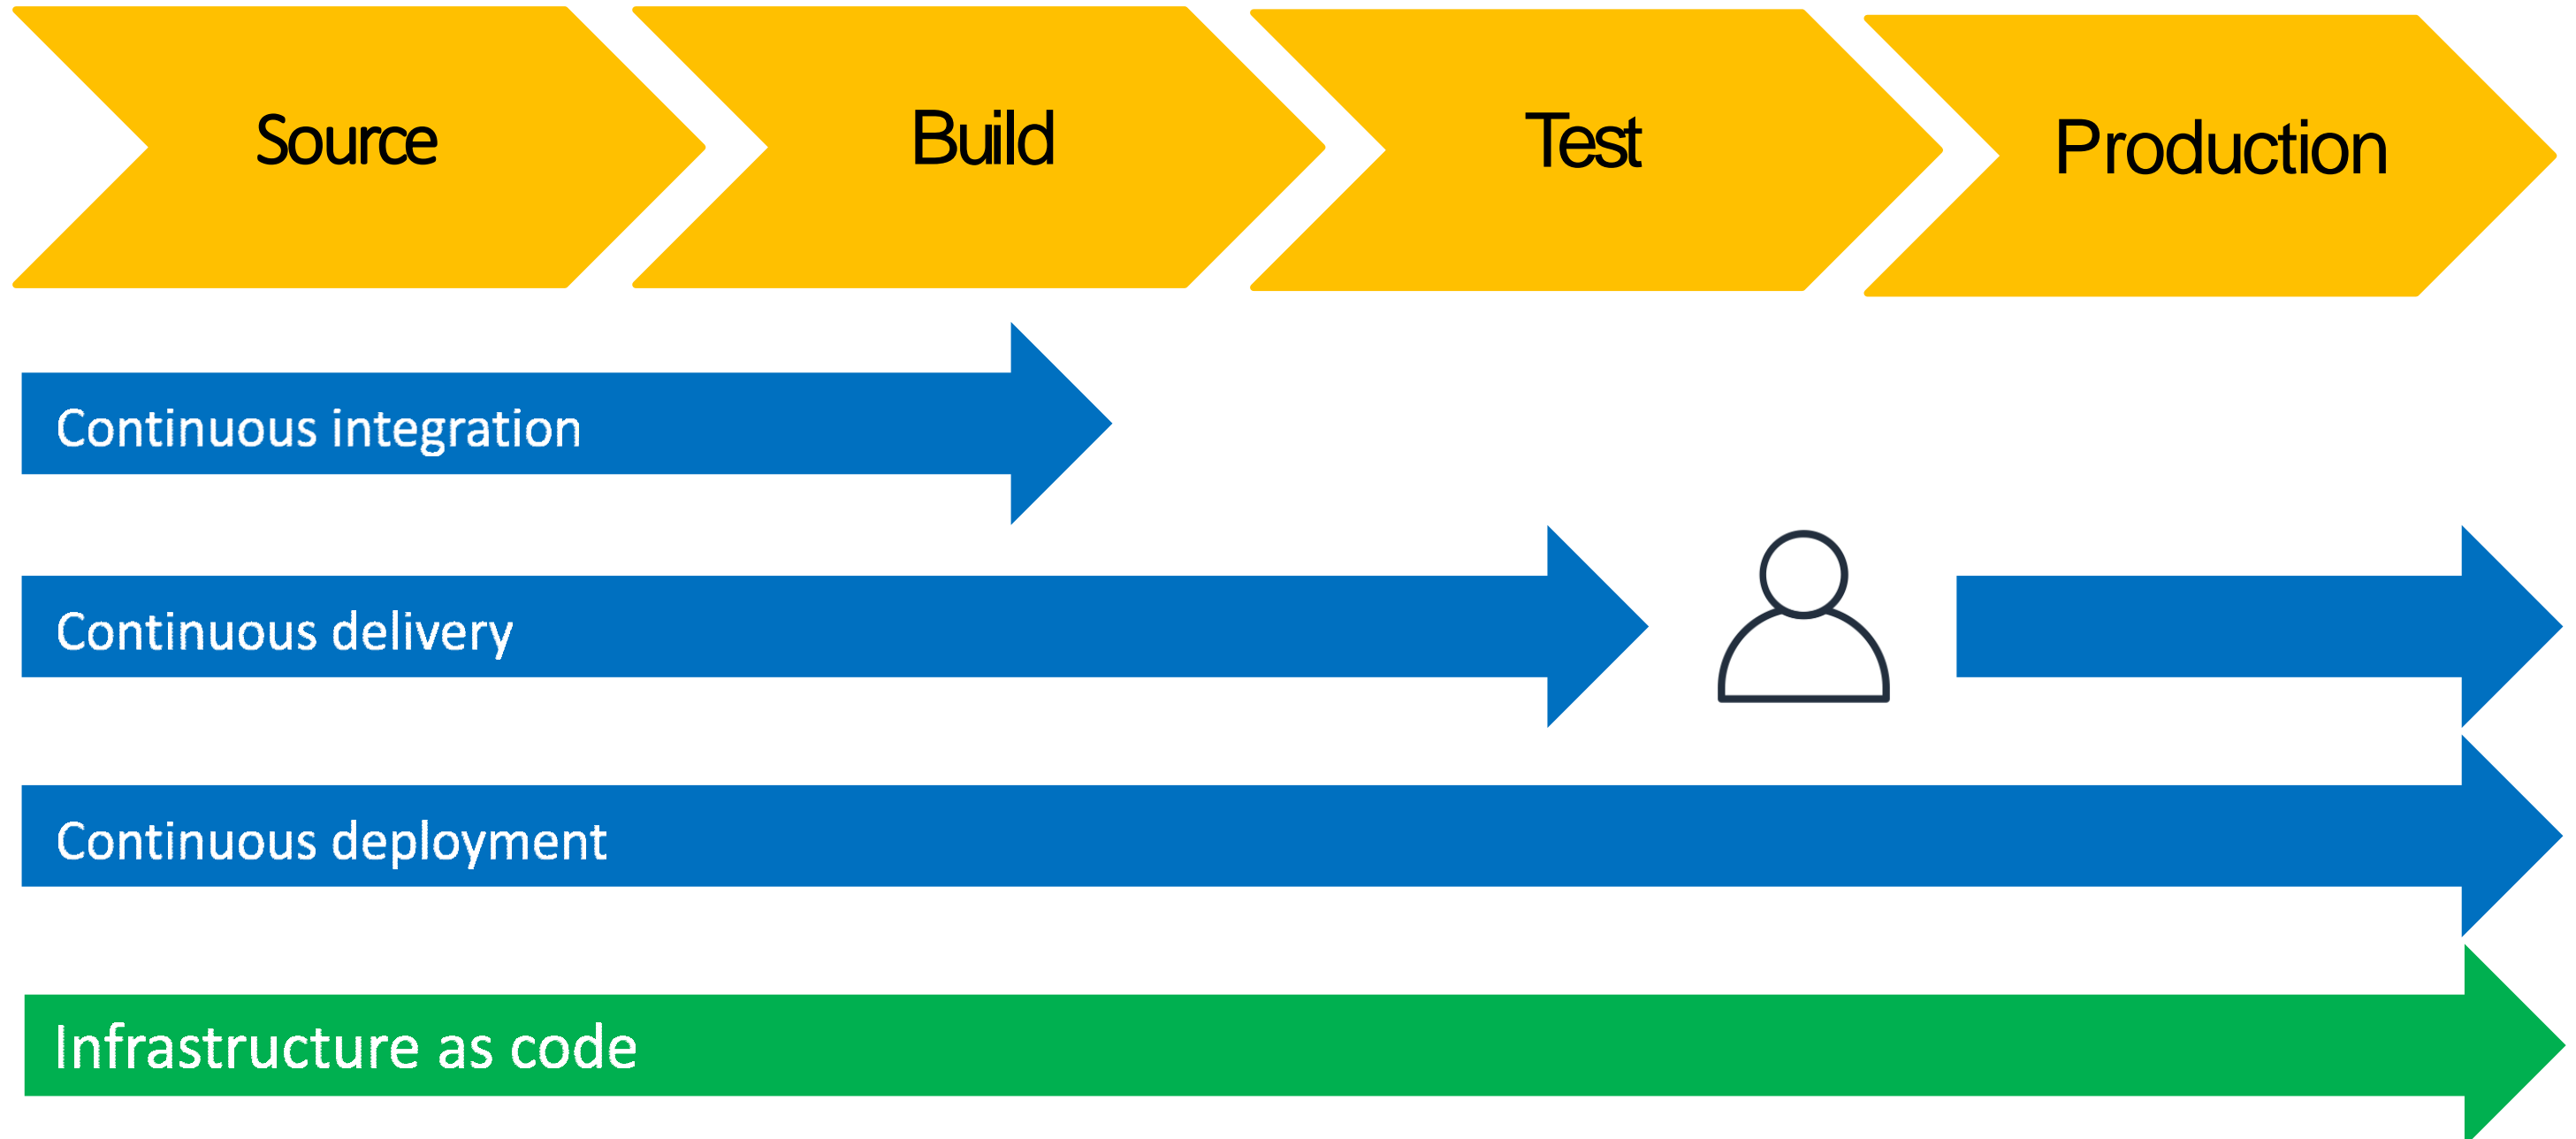 Source
Build
Test
Production
Continuous integration
Continuous delivery
Continuous deployment
Infrastructure as code